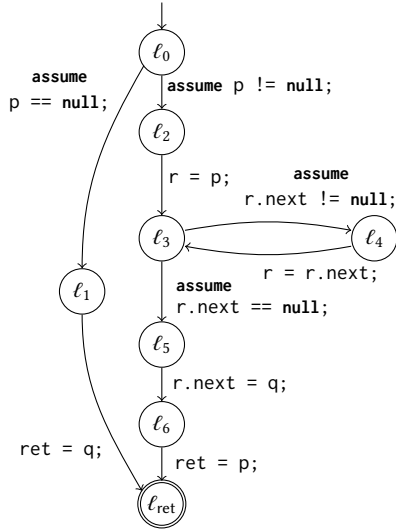 ℓ0
assume
p == null;
assume p != null;
ℓ2
r = p;
assume
r.next != null;
ℓ3
ℓ4
r = r.next;
ℓ1
assume
r.next == null;
ℓ5
r.next = q;
ℓ6
ret = q;
ret = p;
ℓret